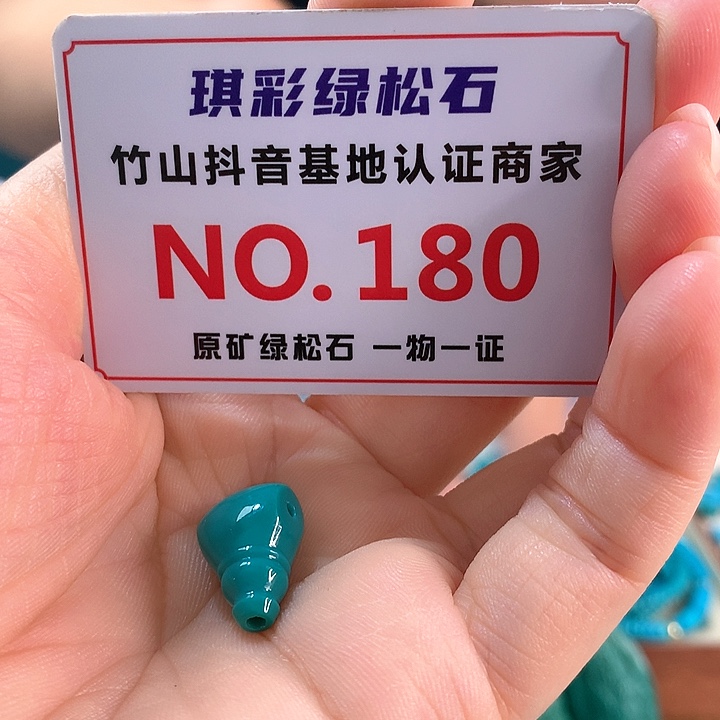 琪彩绿松石
竹山抖音基地认证商家
NO.180
原矿绿松石 一物一证